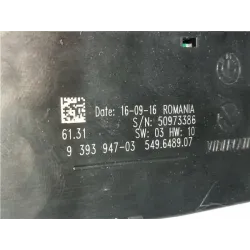 Date: 16-09-16 ROMANIA
S/N: 50973386
61.31 SW: 03 HW: 10
9 393 947-03 549.6489.07